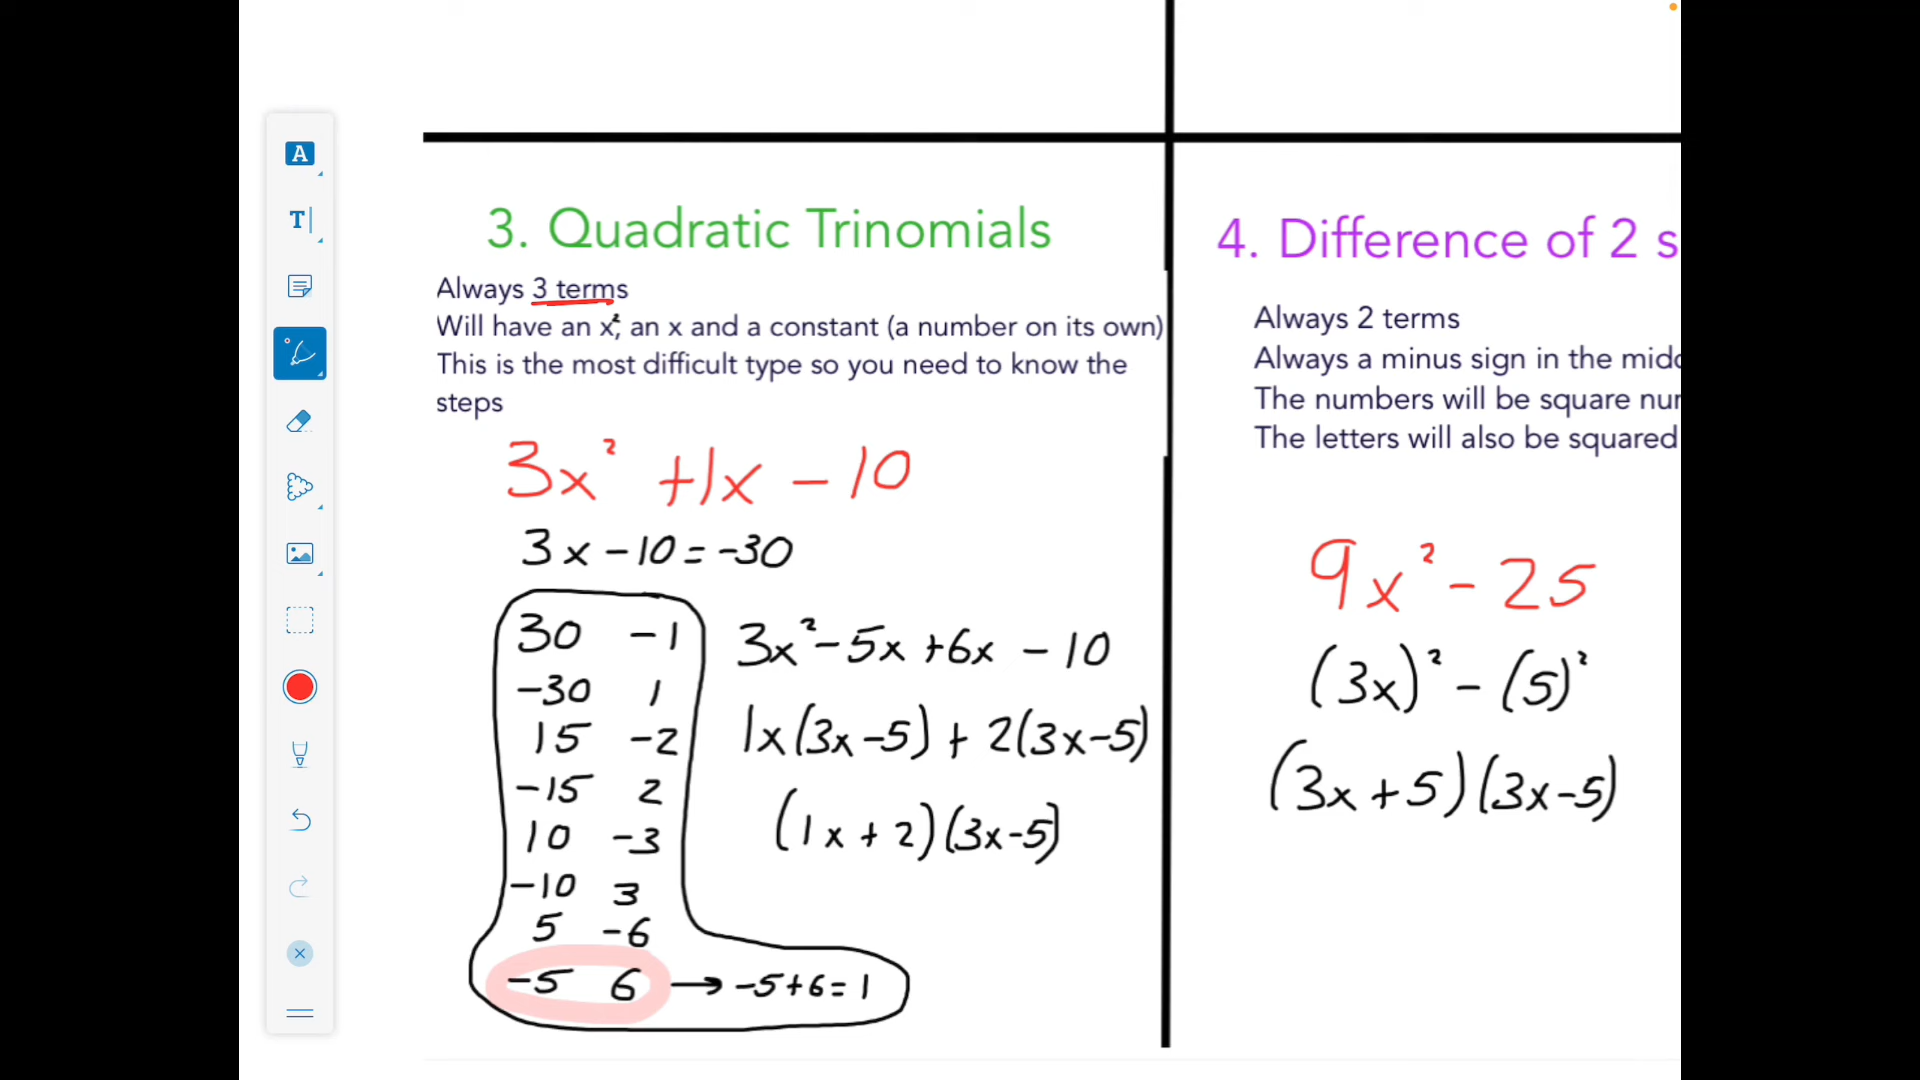 A
T
3. Quadratic Trinomials
Always 3 terms
Will have an x², an x and a constant (a number on its own)
This is the most difficult type so you need to know the
steps
3x² +1x - 10
3 x -10 = -30
30 -1
-30 1
15 -2
-15 2
10 -3
-10 3
5 -6
-5 6 → -5+6=1
3x² - 5x + 6x - 10
1x(3x-5) + 2(3x-5)
(1x + 2)(3x-5)
4. Difference of 2 s
Always 2 terms
Always a minus sign in the mid
The numbers will be square nu
The letters will also be squared
9x² - 25
(3x)² - (5)²
(3x + 5)(3x-5)